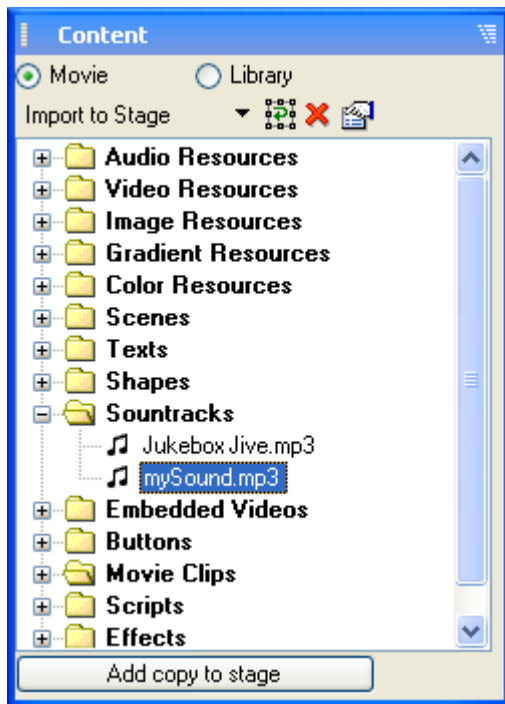 Content
Movie Library
Import to Stage
Audio Resources
Video Resources
Image Resources
Gradient Resources
Color Resources
Scenes
Texts
Shapes
Sountracks
Jukebox Jive.mp3
mySound.mp3
Embedded Videos
Buttons
Movie Clips
Scripts
Effects
Add copy to stage